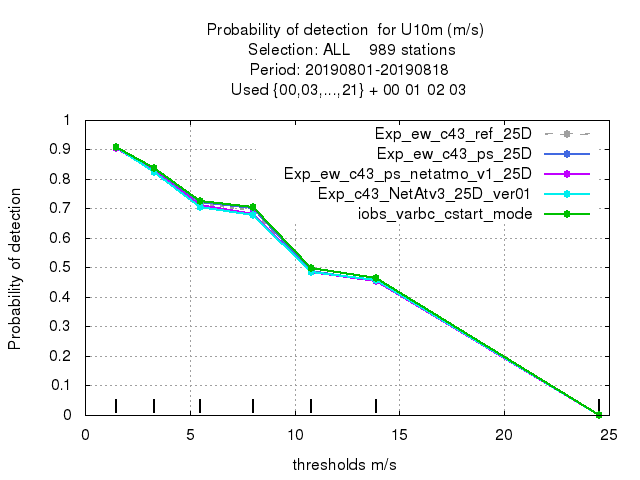 Probability of detection  for U10m (m/s)
Selection: ALL    989 stations
Period: 20190801-20190818
Used {00,03,...,21} + 00 01 02 03
Exp_ew_c43_ref_25D
Exp_ew_c43_ps_25D
Exp_ew_c43_ps_netatmo_v1_25D
Exp_c43_NetAtv3_25D_ver01
iobs_varbc_cstart_mode
Probability of detection
1
0.9
0.8
0.7
0.6
0.5
0.4
0.3
0.2
0.1
0
0 5 10 15 20 25
thresholds m/s